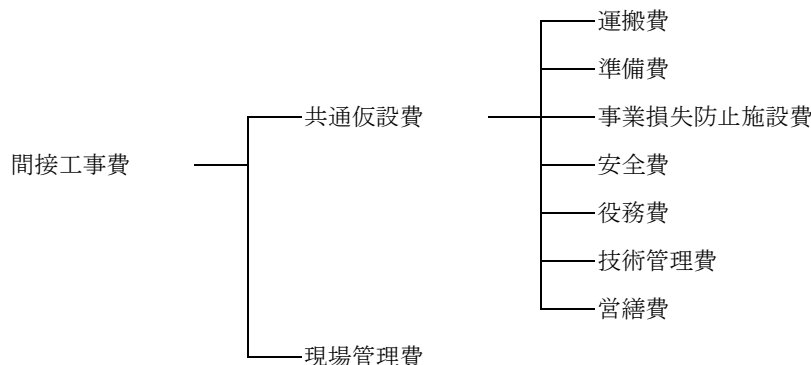 運搬費
準備費
共通仮設費
事業損失防止施設費
間接工事費
安全費
役務費
技術管理費
営繕費
現場管理費